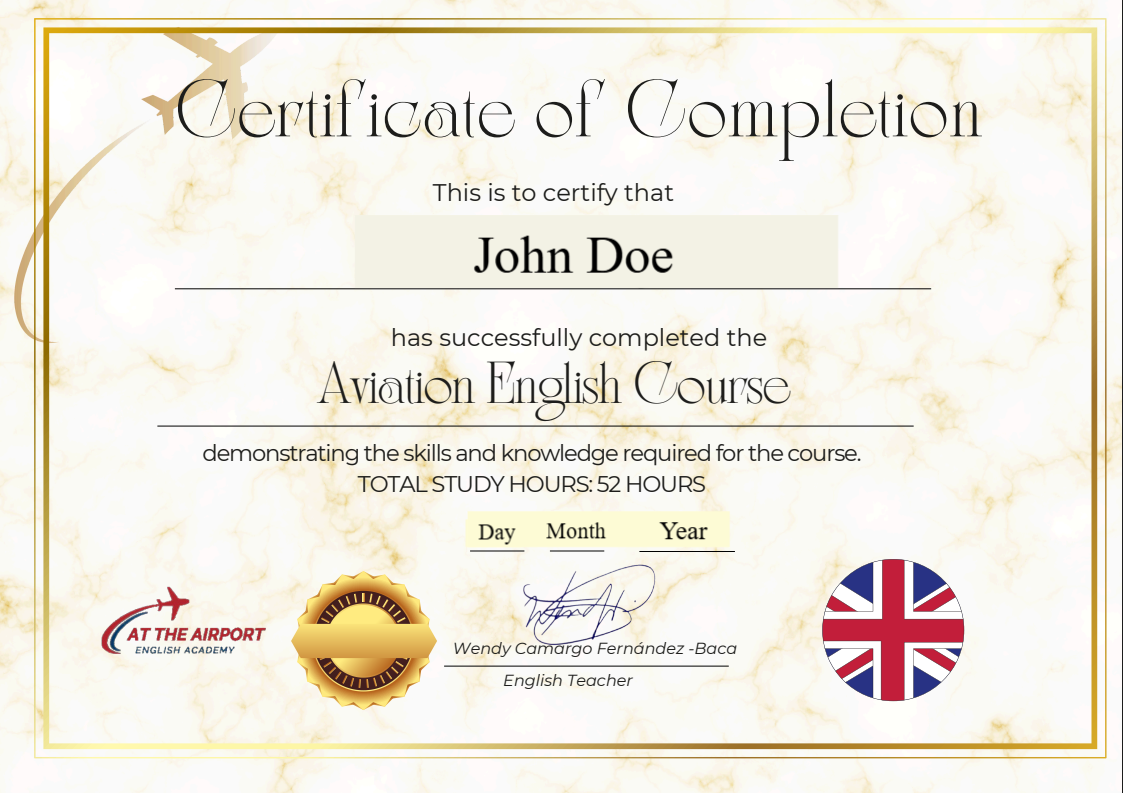 Certificate of Completion
This is to certify that
John Doe
has successfully completed the
Aviation English Course
demonstrating the skills and knowledge required for the course.
TOTAL STUDY HOURS: 52 HOURS
Day Month Year
AT THE AIRPORT
ENGLISH ACADEMY
Wendy Camargo Fernández -Baca
English Teacher